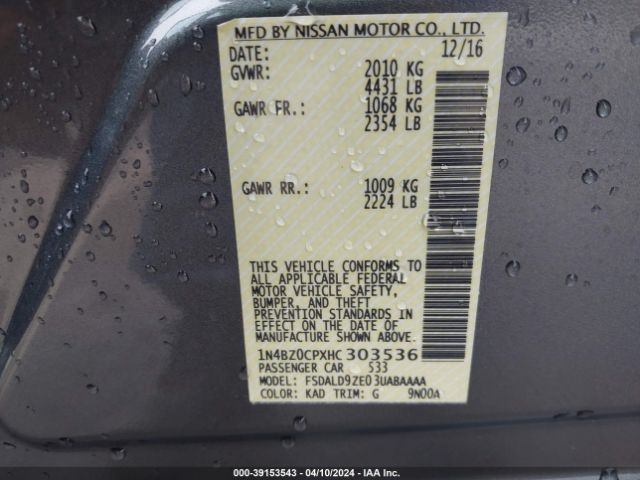 MFD BY NISSAN MOTOR CO., LTD.
DATE: 12/16
GVWR: 2010 KG
4431 LB
GAWR FR.: 1068 KG
2354 LB
GAWR RR.: 1009 KG
2224 LB
THIS VEHICLE CONFORMS TO
ALL APPLICABLE FEDERAL
MOTOR VEHICLE SAFETY,
BUMPER, AND THEFT
PREVENTION STANDARDS IN
EFFECT ON THE DATE OF
MANUFACTURE SHOWN ABOVE.
1N4BZ0CPXHC303536
PASSENGER CAR S33
MODEL: FSDALD9ZE03UABAAAA
COLOR: KAD TRIM: G 9N00A
000-39153543 / 04/10/2024 - IAA Inc.